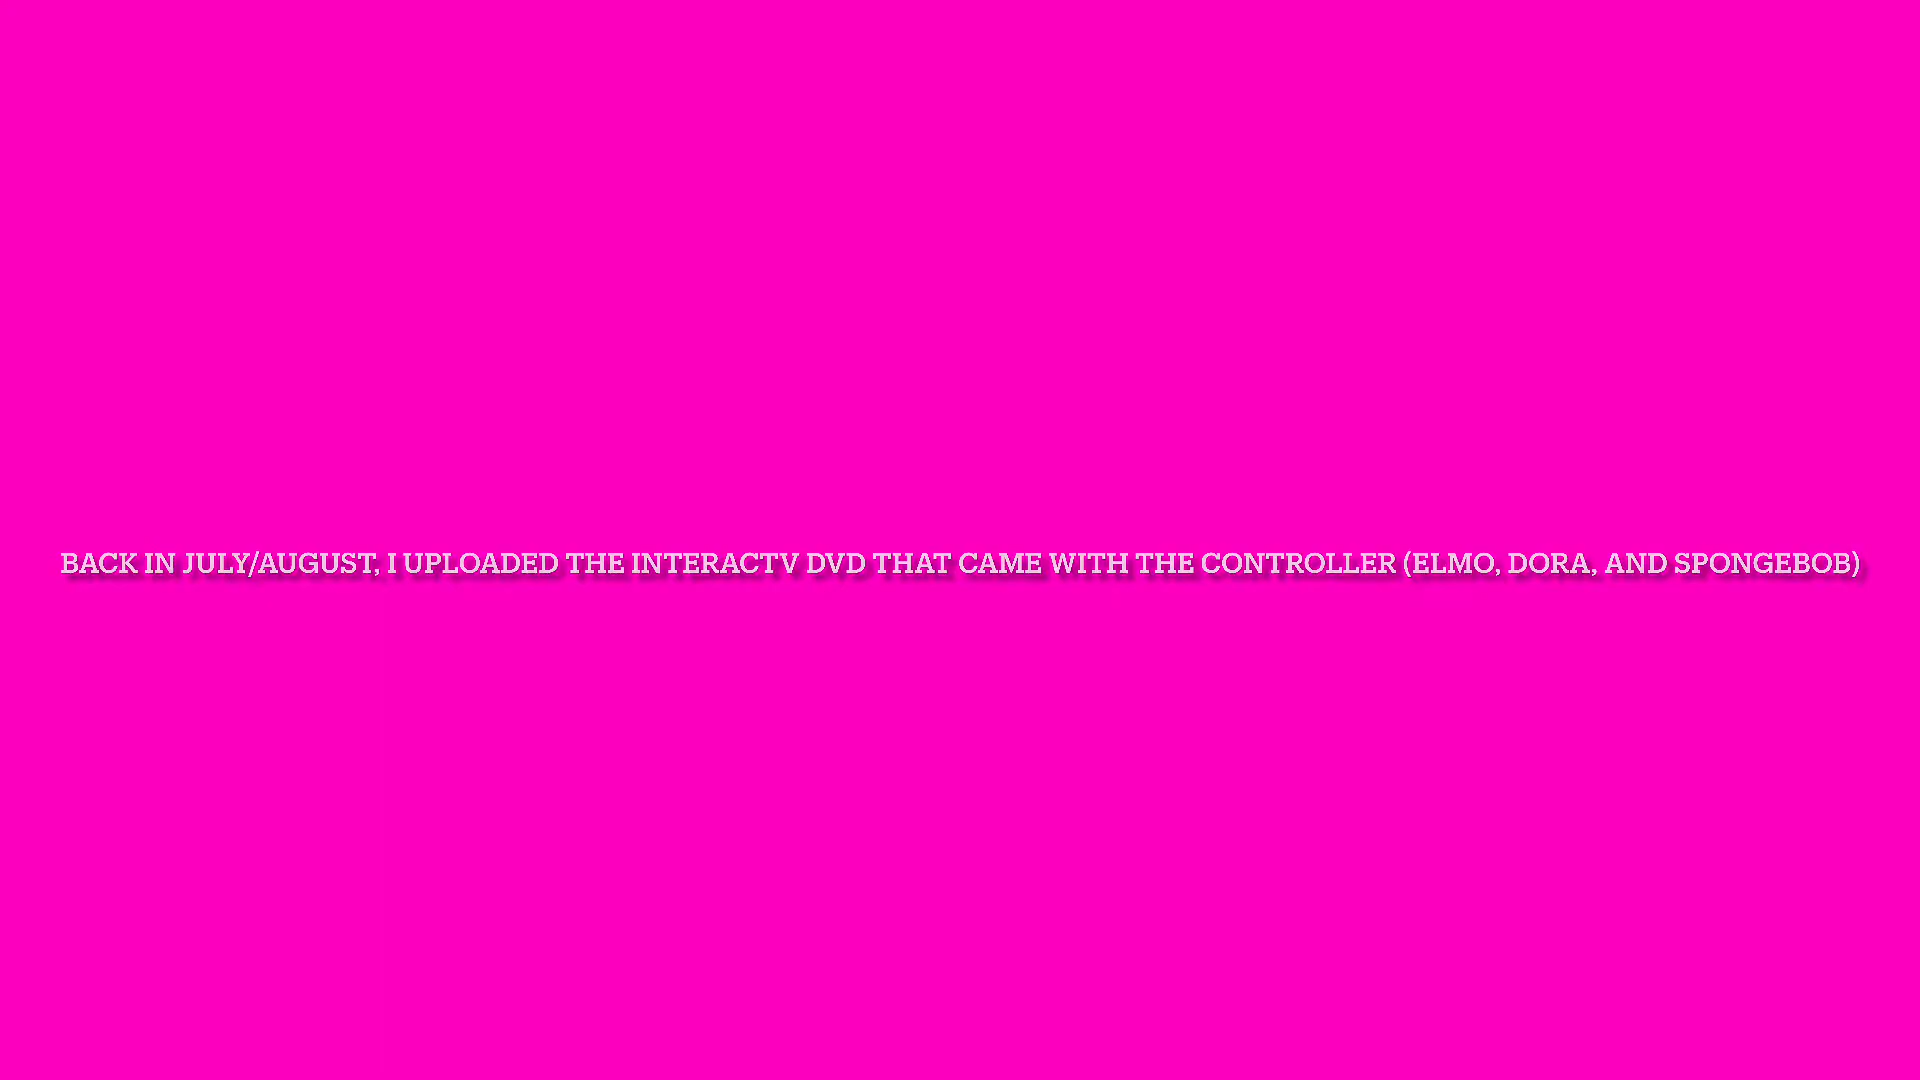 BACK IN JULY/AUGUST, I UPLOADED THE INTERACTV DVD THAT CAME WITH THE CONTROLLER (ELMO, DORA, AND SPONGEBOB)